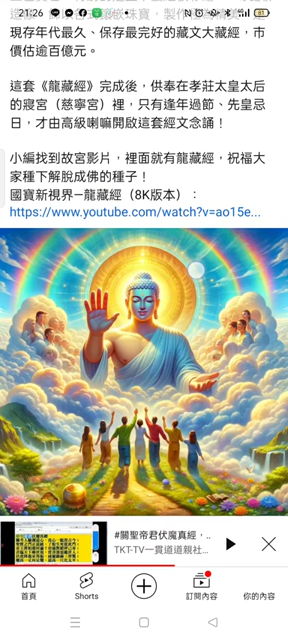 21:26
現存年代最久、保存最完好的藏文大藏經，市
價估逾百億元。
這套《龍藏經》完成後，供奉在孝莊太皇太后
的寢宮（慈寧宮）裡，只有逢年過節、先皇忌
日，才由高級喇嘛開啟這套經文念誦！
小編找到故宮影片，裡面就有龍藏經，祝福大
家種下解脫成佛的種子！
國寶新視界—龍藏經（8K版本）：
https://www.youtube.com/watch?v=ao15e...
#關聖帝君伏魔真經，..
TKT-TV一貫道道親社...
首頁
Shorts
訂閱內容
你的內容